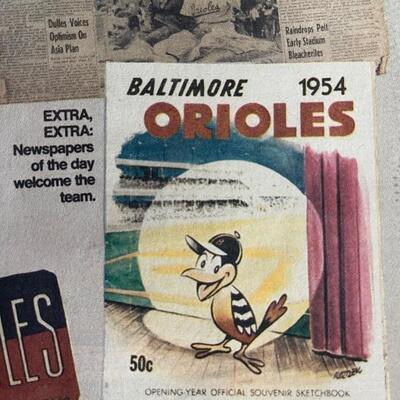 Dulles Voices
Optimism On
Asia Plan
Orioles
Raindrops Pelt
Early Stadium
Bleacherites
EXTRA,
EXTRA:
Newspapers
of the day
welcome the
team.
LES
BALTIMORE 1954
ORIOLES
50c
OPENING-YEAR OFFICIAL SOUVENIR SKETCHBOOK